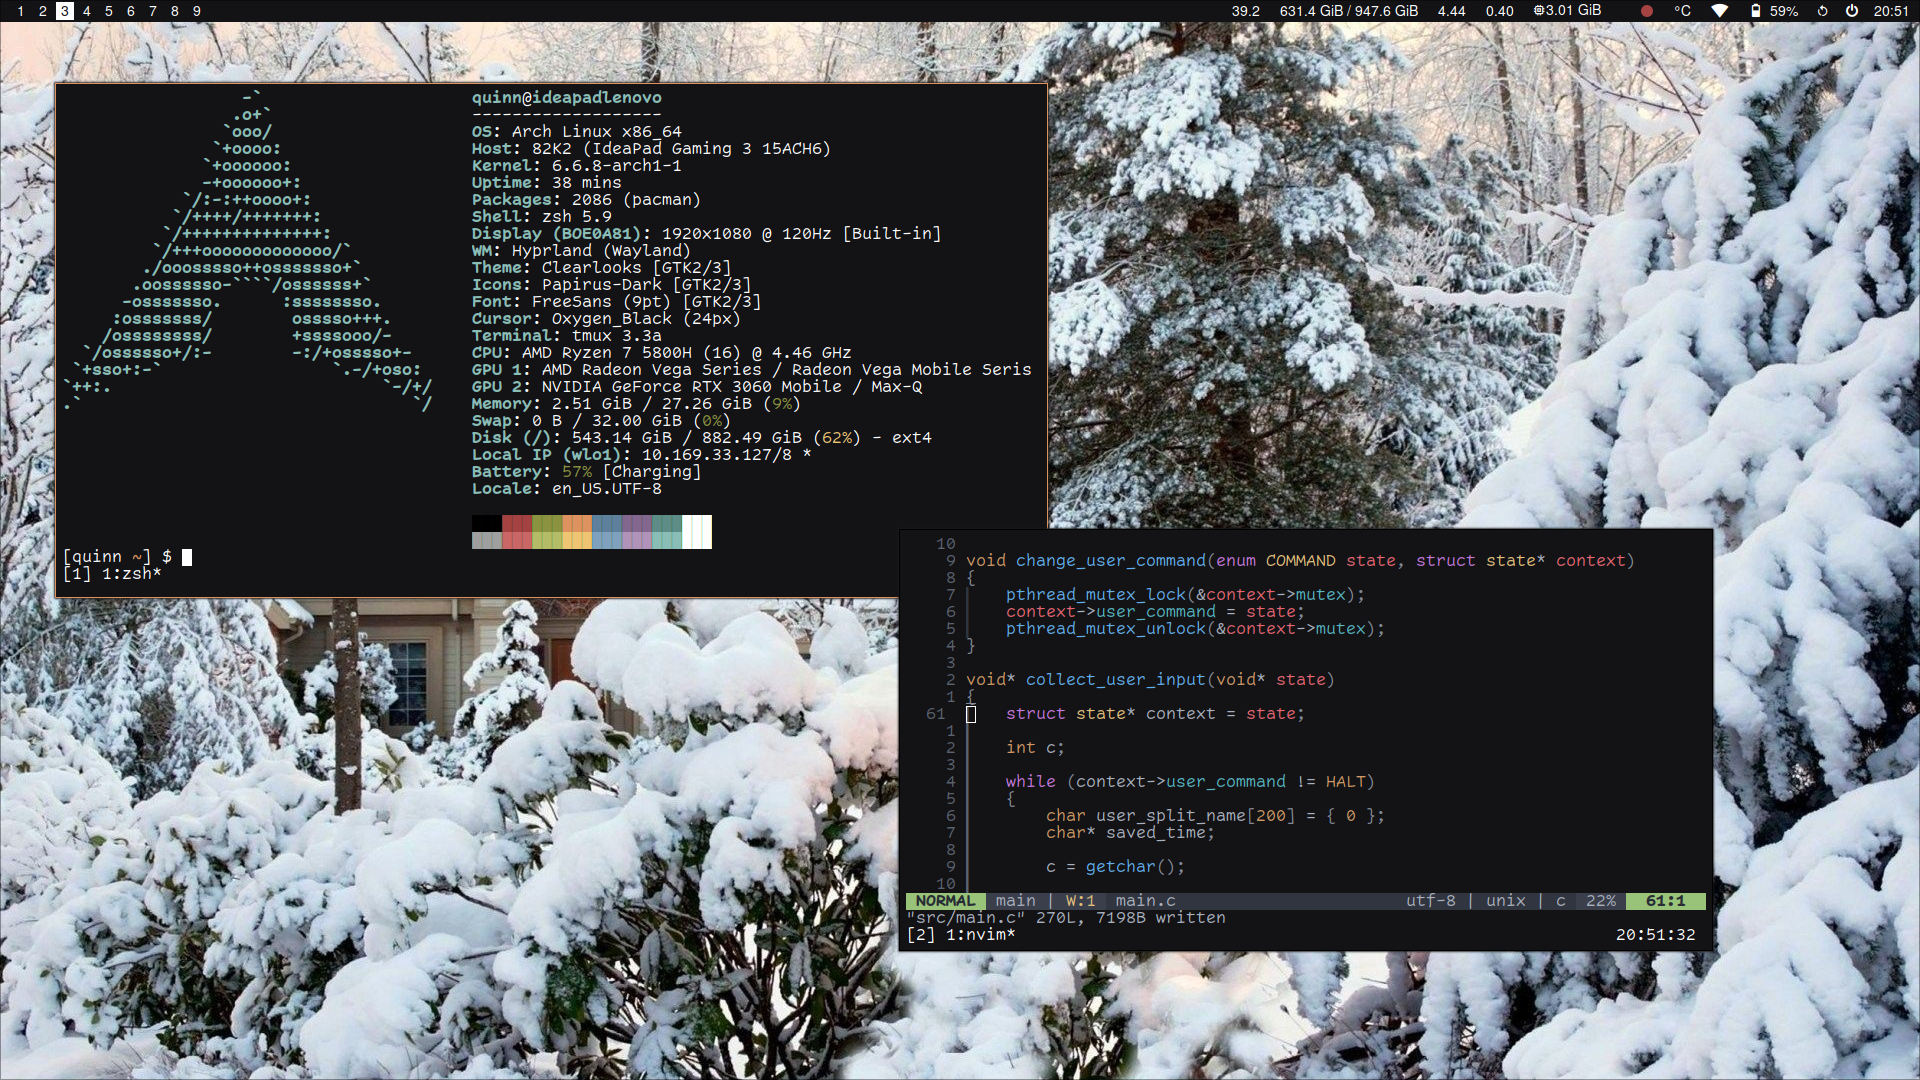 1 2 3 4 5 6 7 8 9
39.2 631.4 GiB / 947.6 GiB 4.44 0.40 3.01 GiB °C 59% 20:51
-`
.o+`
`ooo/
`+oooo:
`+oooooo:
-+oooooo+:
`/:-:++oooo+:
`/++++/+++++++:
`/++++++++++++++:
`/+++ooooooooooooo/`
./ooosssso++osssssso+`
.oossssso-````/ossssss+`
-osssssso. :ssssssso.
:osssssss/ osssso+++.
/ossssssss/ +ssssooo/-
`/ossssso+/:- -:/+osssso+-
`+sso+:-` `.-/+oso:
`++:. `-/+/
.` `/
quinn@ideapadlenovo
-------------------
OS: Arch Linux x86_64
Host: 82K2 (IdeaPad Gaming 3 15ACH6)
Kernel: 6.6.8-arch1-1
Uptime: 38 mins
Packages: 2086 (pacman)
Shell: zsh 5.9
Display (BOE0A81): 1920x1080 @ 120Hz [Built-in]
WM: Hyprland (Wayland)
Theme: Clearlooks [GTK2/3]
Icons: Papirus-Dark [GTK2/3]
Font: FreeSans (9pt) [GTK2/3]
Cursor: Oxygen_Black (24px)
Terminal: tmux 3.3a
CPU: AMD Ryzen 7 5800H (16) @ 4.46 GHz
GPU 1: AMD Radeon Vega Series / Radeon Vega Mobile Seris
GPU 2: NVIDIA GeForce RTX 3060 Mobile / Max-Q
Memory: 2.51 GiB / 27.26 GiB (9%)
Swap: 0 B / 32.00 GiB (0%)
Disk (/): 543.14 GiB / 882.49 GiB (62%) - ext4
Local IP (wlo1): 10.169.33.127/8 *
Battery: 57% [Charging]
Locale: en_US.UTF-8
[quinn ~] $
[1] 1:zsh*
10
9 void change_user_command(enum COMMAND state, struct state* context)
8 {
7 pthread_mutex_lock(&context->mutex);
6 context->user_command = state;
5 pthread_mutex_unlock(&context->mutex);
4 }
3
2 void* collect_user_input(void* state)
1 {
61 struct state* context = state;
1
2 int c;
3
4 while (context->user_command != HALT)
5 {
6 char user_split_name[200] = { 0 };
7 char* saved_time;
8
9 c = getchar();
10
NORMAL main | W:1 main.c utf-8 | unix | c 22% 61:1
"src/main.c" 270L, 7198B written
[2] 1:nvim* 20:51:32